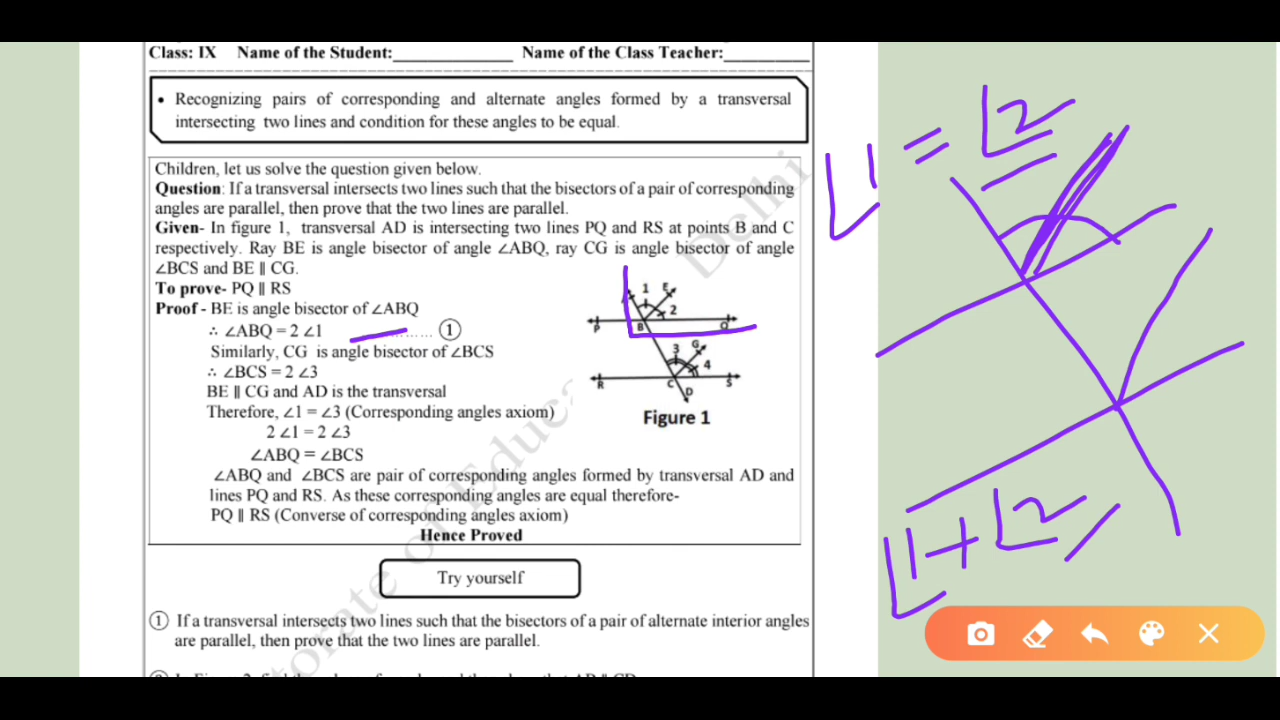 Class: IX Name of the Student:____________ Name of the Class Teacher:_________
• Recognizing pairs of corresponding and alternate angles formed by a transversal
intersecting two lines and condition for these angles to be equal.
Children, let us solve the question given below.
Question: If a transversal intersects two lines such that the bisectors of a pair of corresponding
angles are parallel, then prove that the two lines are parallel.
Given- In figure 1, transversal AD is intersecting two lines PQ and RS at points B and C
respectively. Ray BE is angle bisector of angle ∠ABQ, ray CG is angle bisector of angle
∠BCS and BE ∥ CG.
To prove- PQ ∥ RS
Proof - BE is angle bisector of ∠ABQ
∴ ∠ABQ = 2 ∠1 ①
Similarly, CG is angle bisector of ∠BCS
∴ ∠BCS = 2 ∠3
BE ∥ CG and AD is the transversal
Therefore, ∠1 = ∠3 (Corresponding angles axiom)
2 ∠1 = 2 ∠3
∠ABQ = ∠BCS
∠ABQ and ∠BCS are pair of corresponding angles formed by transversal AD and
lines PQ and RS. As these corresponding angles are equal therefore-
PQ ∥ RS (Converse of corresponding angles axiom)
Hence Proved
1 E
2
P B Q
3 G
4
R C S
D
Figure 1
∠1 = ∠2
∠1 + ∠2
Try yourself
① If a transversal intersects two lines such that the bisectors of a pair of alternate interior angles
are parallel, then prove that the two lines are parallel.
Delhi